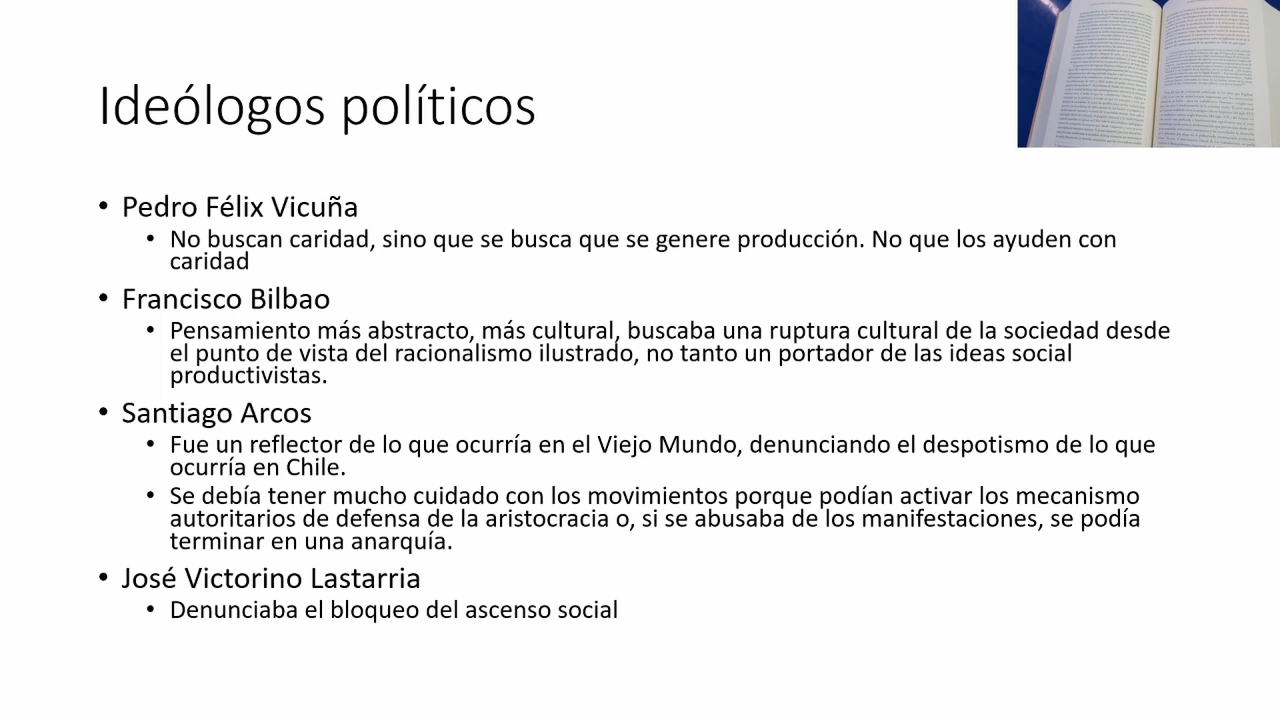 Ideólogos políticos
• Pedro Félix Vicuña
• No buscan caridad, sino que se busca que se genere producción. No que los ayuden con
caridad
• Francisco Bilbao
• Pensamiento más abstracto, más cultural, buscaba una ruptura cultural de la sociedad desde
el punto de vista del racionalismo ilustrado, no tanto un portador de las ideas social
productivistas.
• Santiago Arcos
• Fue un reflector de lo que ocurría en el Viejo Mundo, denunciando el despotismo de lo que
ocurría en Chile.
• Se debía tener mucho cuidado con los movimientos porque podían activar los mecanismo
autoritarios de defensa de la aristocracia o, si se abusaba de los manifestaciones, se podía
terminar en una anarquía.
• José Victorino Lastarria
• Denunciaba el bloqueo del ascenso social